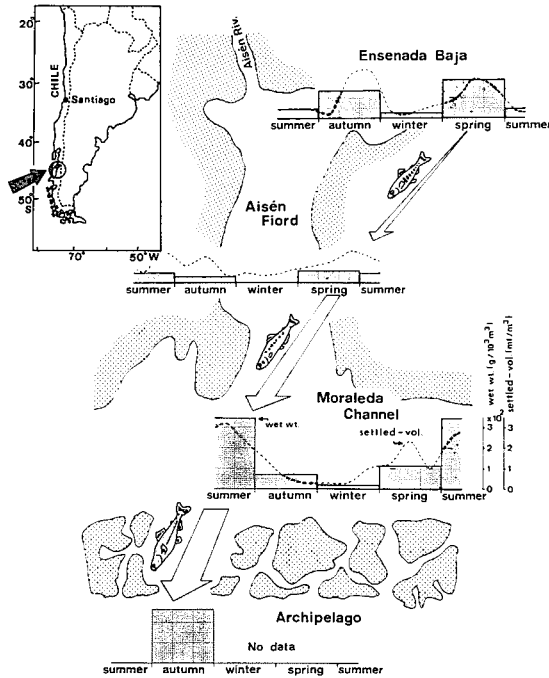 20°
30°
40°
50°
S
CHILE
Santiago
70°
50°W
Aisén Riv.
Ensenada Baja
summer autumn winter spring summer
Aisén
Fiord
summer autumn winter spring summer
Moraleda
Channel
wet wt.
settled-vol.
wet wt. (g/10³m³)
settled-vol. (ml/m³)
x10²
3 3
2 2
1 1
0 0
summer autumn winter spring summer
Archipelago
No data
summer autumn winter spring summer